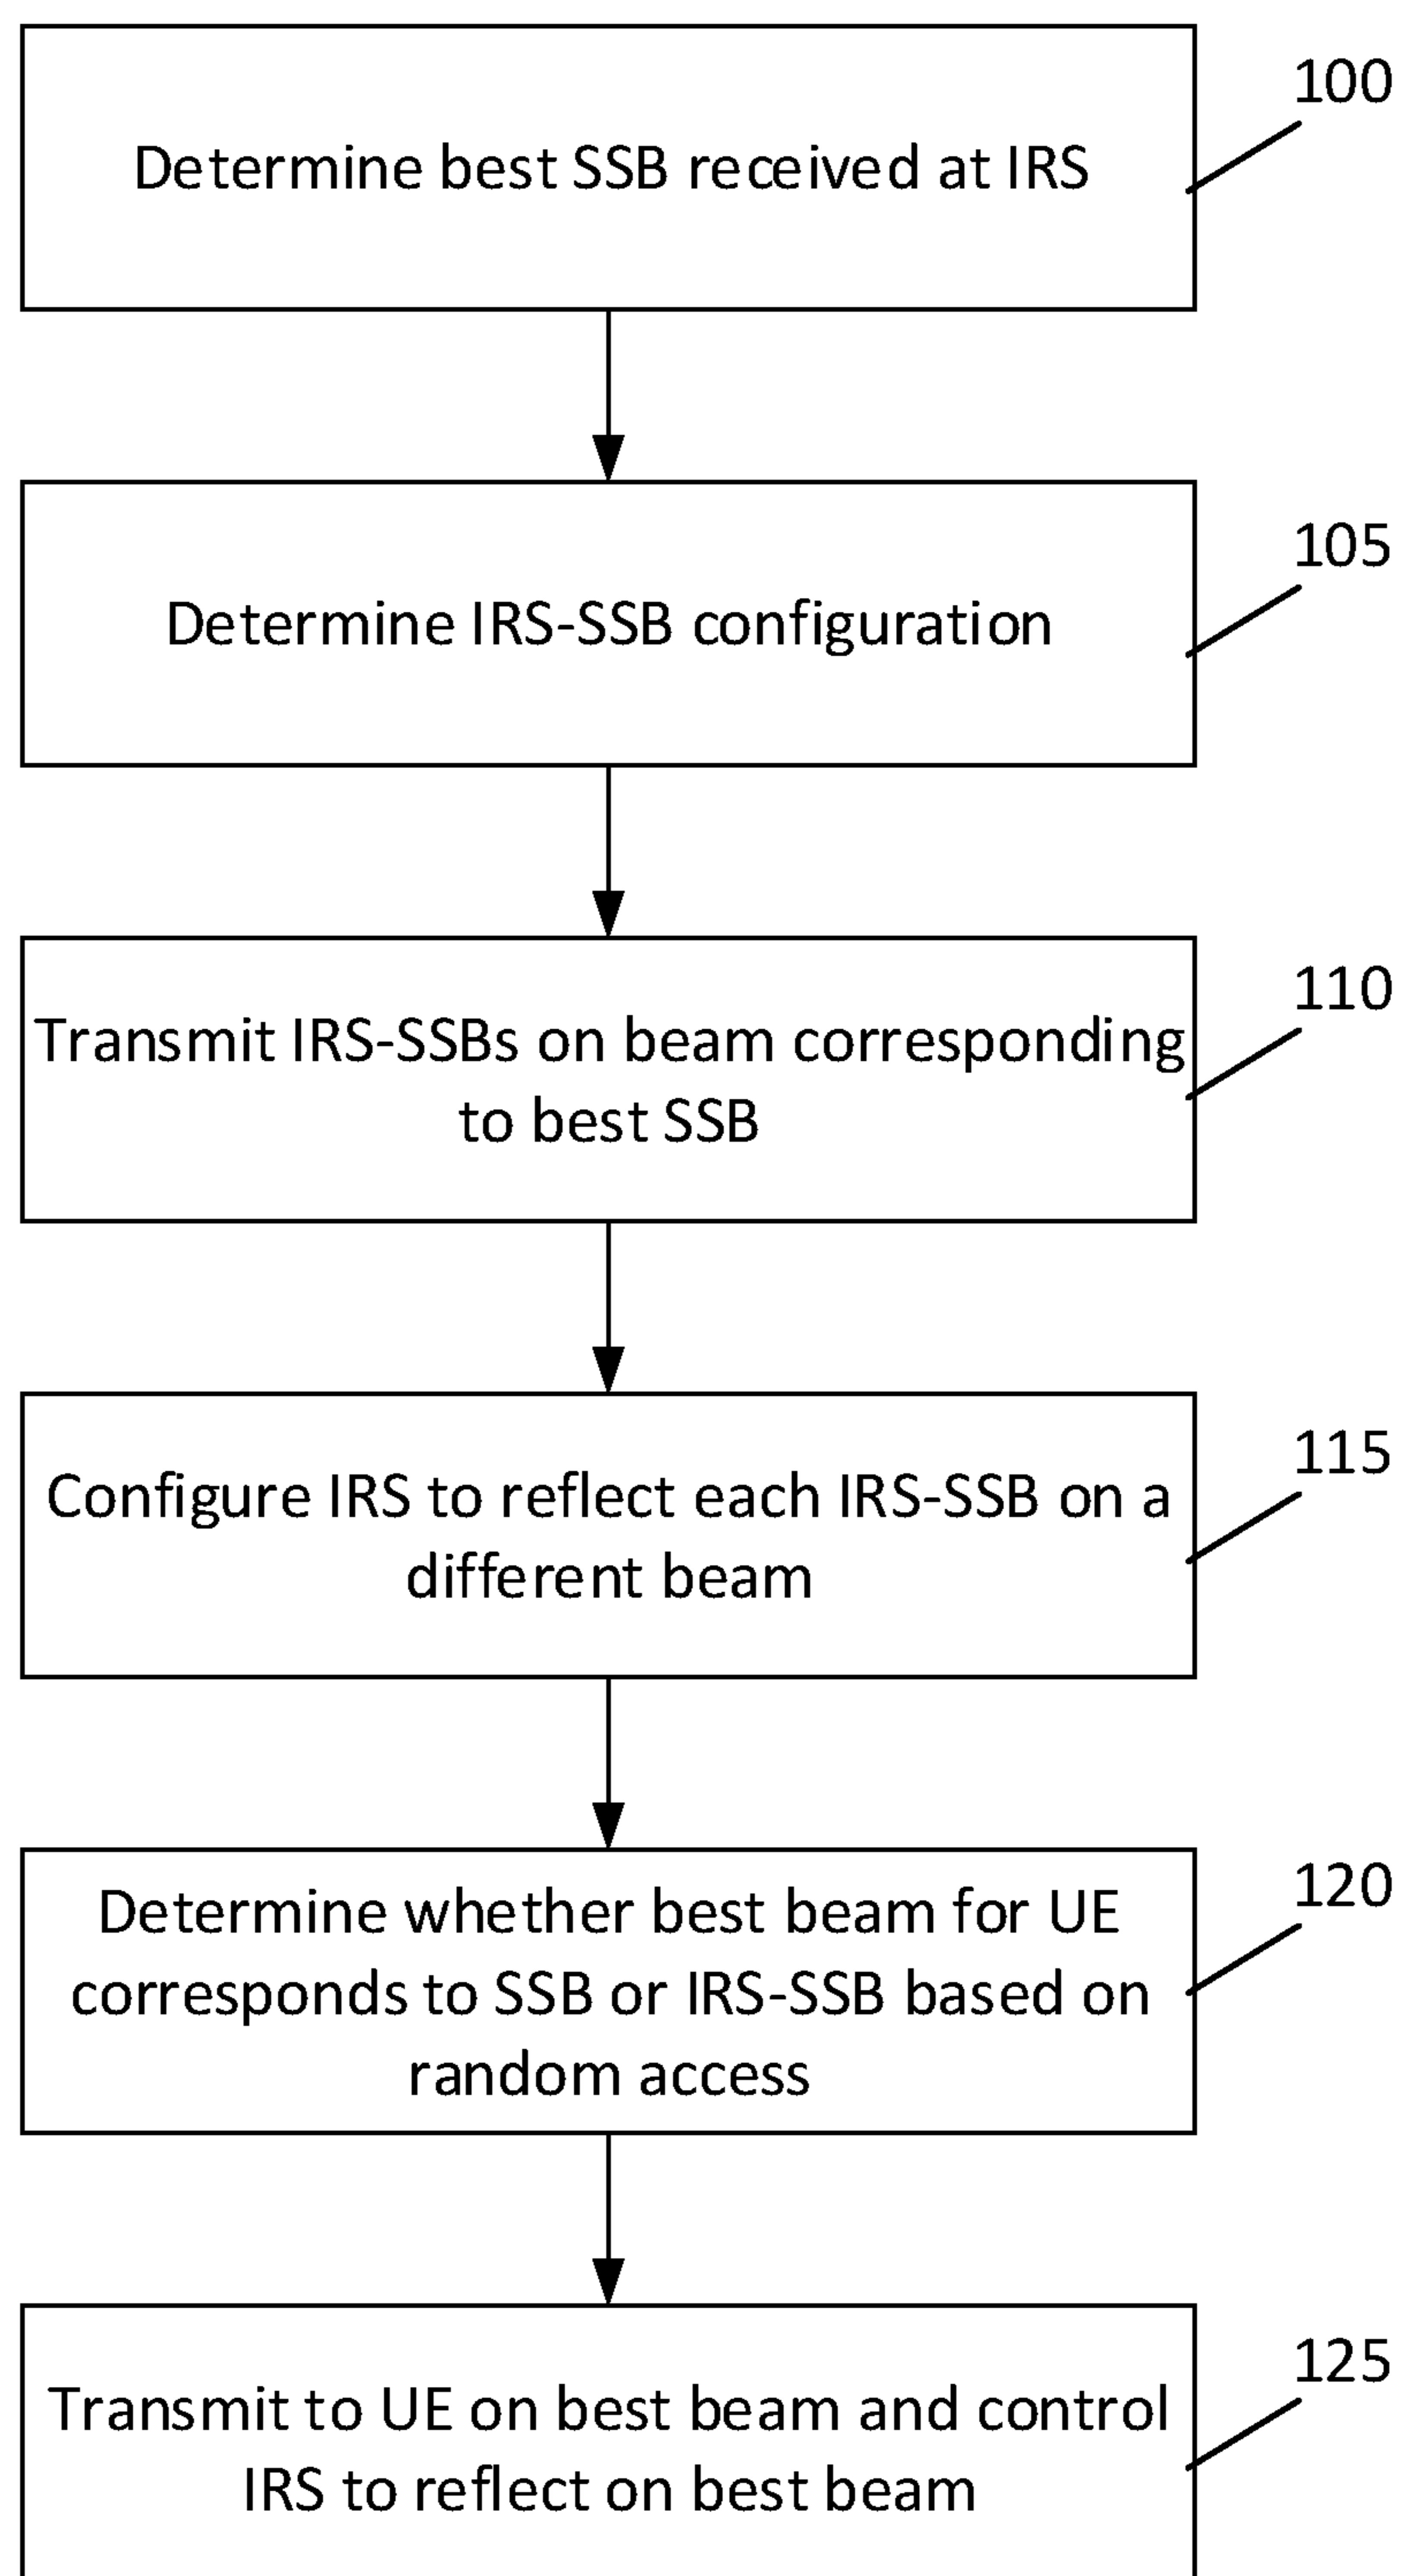 100
Determine best SSB received at IRS
105
Determine IRS-SSB configuration
110
Transmit IRS-SSBs on beam corresponding
to best SSB
115
Configure IRS to reflect each IRS-SSB on a
different beam
120
Determine whether best beam for UE
corresponds to SSB or IRS-SSB based on
random access
125
Transmit to UE on best beam and control
IRS to reflect on best beam